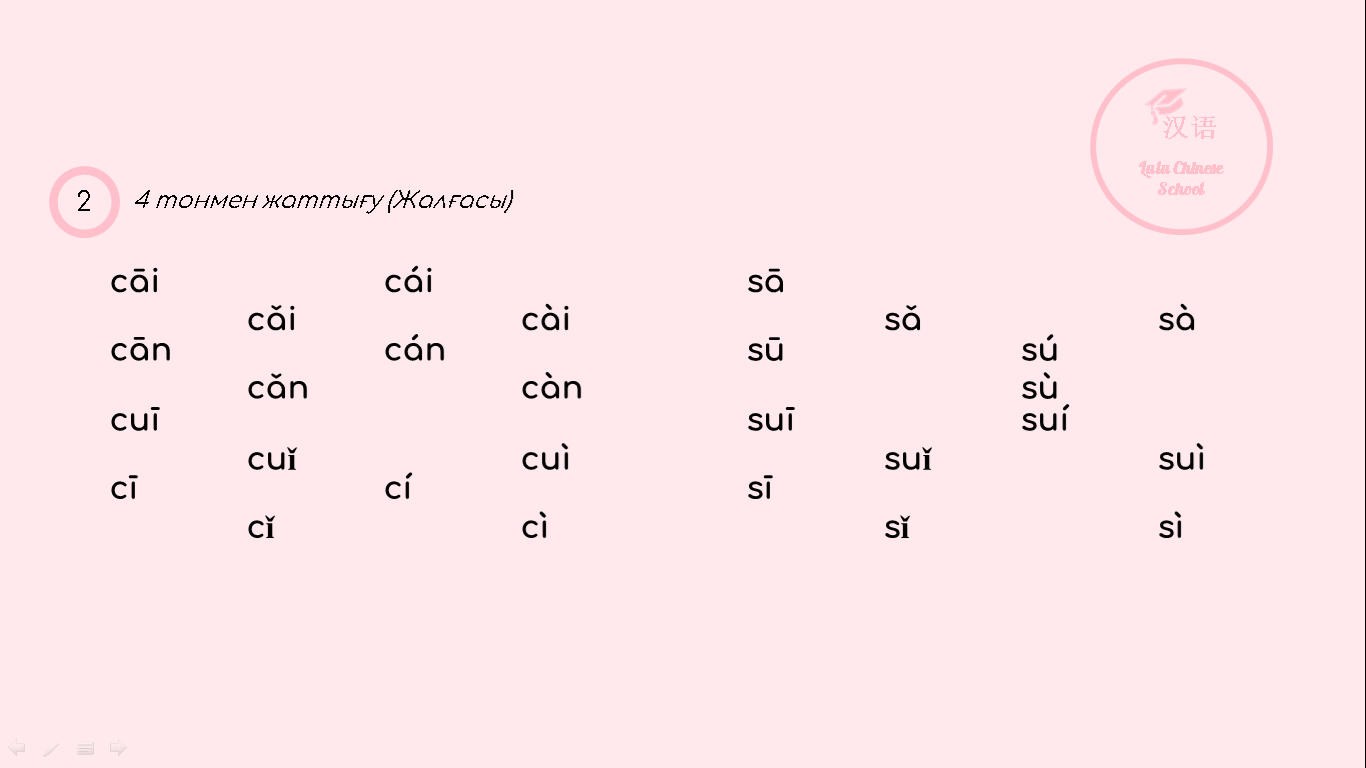 汉语
Lulu Chinese
School
2 4 тонмен жаттығу (Жалғасы)
cāi cái sā
cǎi cài sǎ sà
cān cán sū sú
cǎn càn sù
cuī suī suí
cuǐ cuì suǐ suì
cī cí sī
cǐ cì sǐ sì